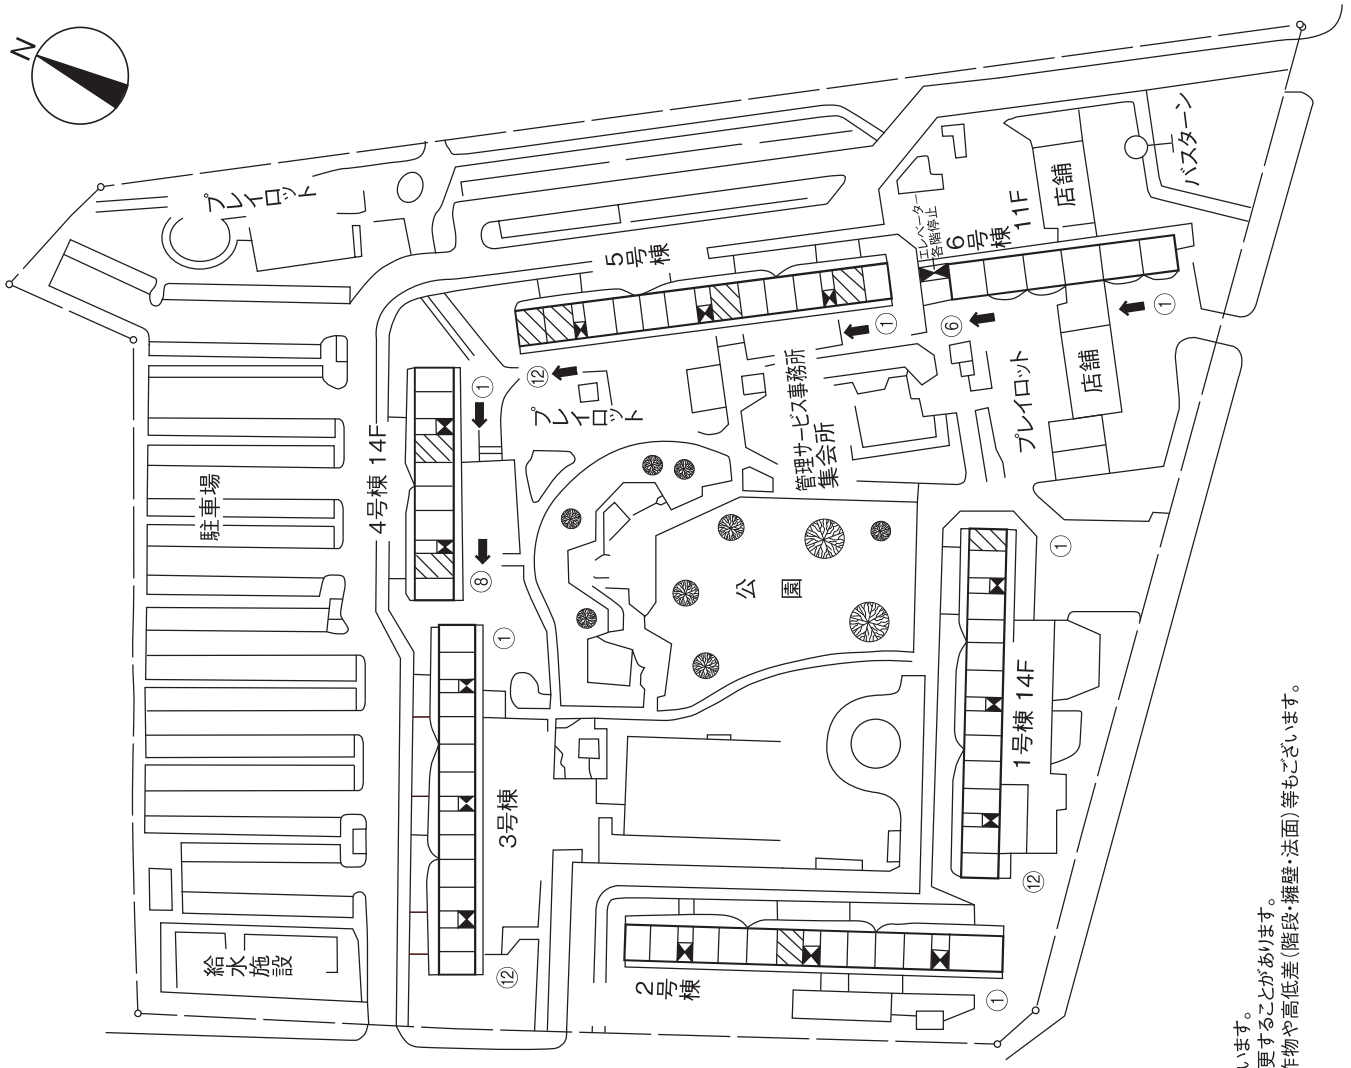 N
プレイロット
駐車場
給水施設
4号棟 14F
①
⑧
3号棟
①
⑫
5号棟
①
⑫
プレイロット
管理サービス事務所
集会所
公園
エレベーター
各階停止
6号棟 11F
①
⑥
店舗
店舗
プレイロット
バスターン
1号棟 14F
①
⑫
2号棟
①
います。
更することがあります。
作物や高低差(階段・擁壁・法面)等もございます。